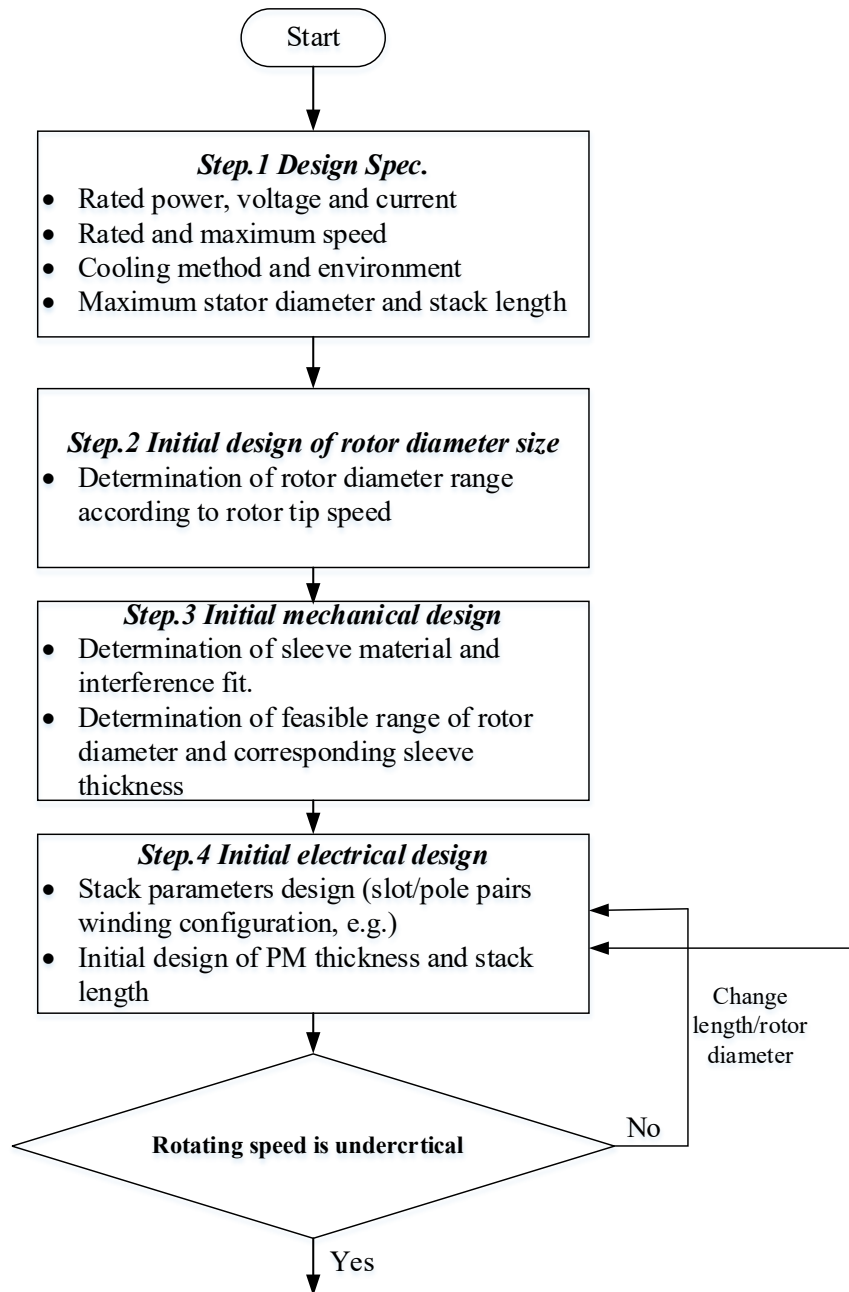 Start
Step.1 Design Spec.
• Rated power, voltage and current
• Rated and maximum speed
• Cooling method and environment
• Maximum stator diameter and stack length
Step.2 Initial design of rotor diameter size
• Determination of rotor diameter range
according to rotor tip speed
Step.3 Initial mechanical design
• Determination of sleeve material and
interference fit.
• Determination of feasible range of rotor
diameter and corresponding sleeve
thickness
Step.4 Initial electrical design
• Stack parameters design (slot/pole pairs
winding configuration, e.g.)
• Initial design of PM thickness and stack
length
Change
length/rotor
diameter
Rotating speed is undercrtical
No
Yes